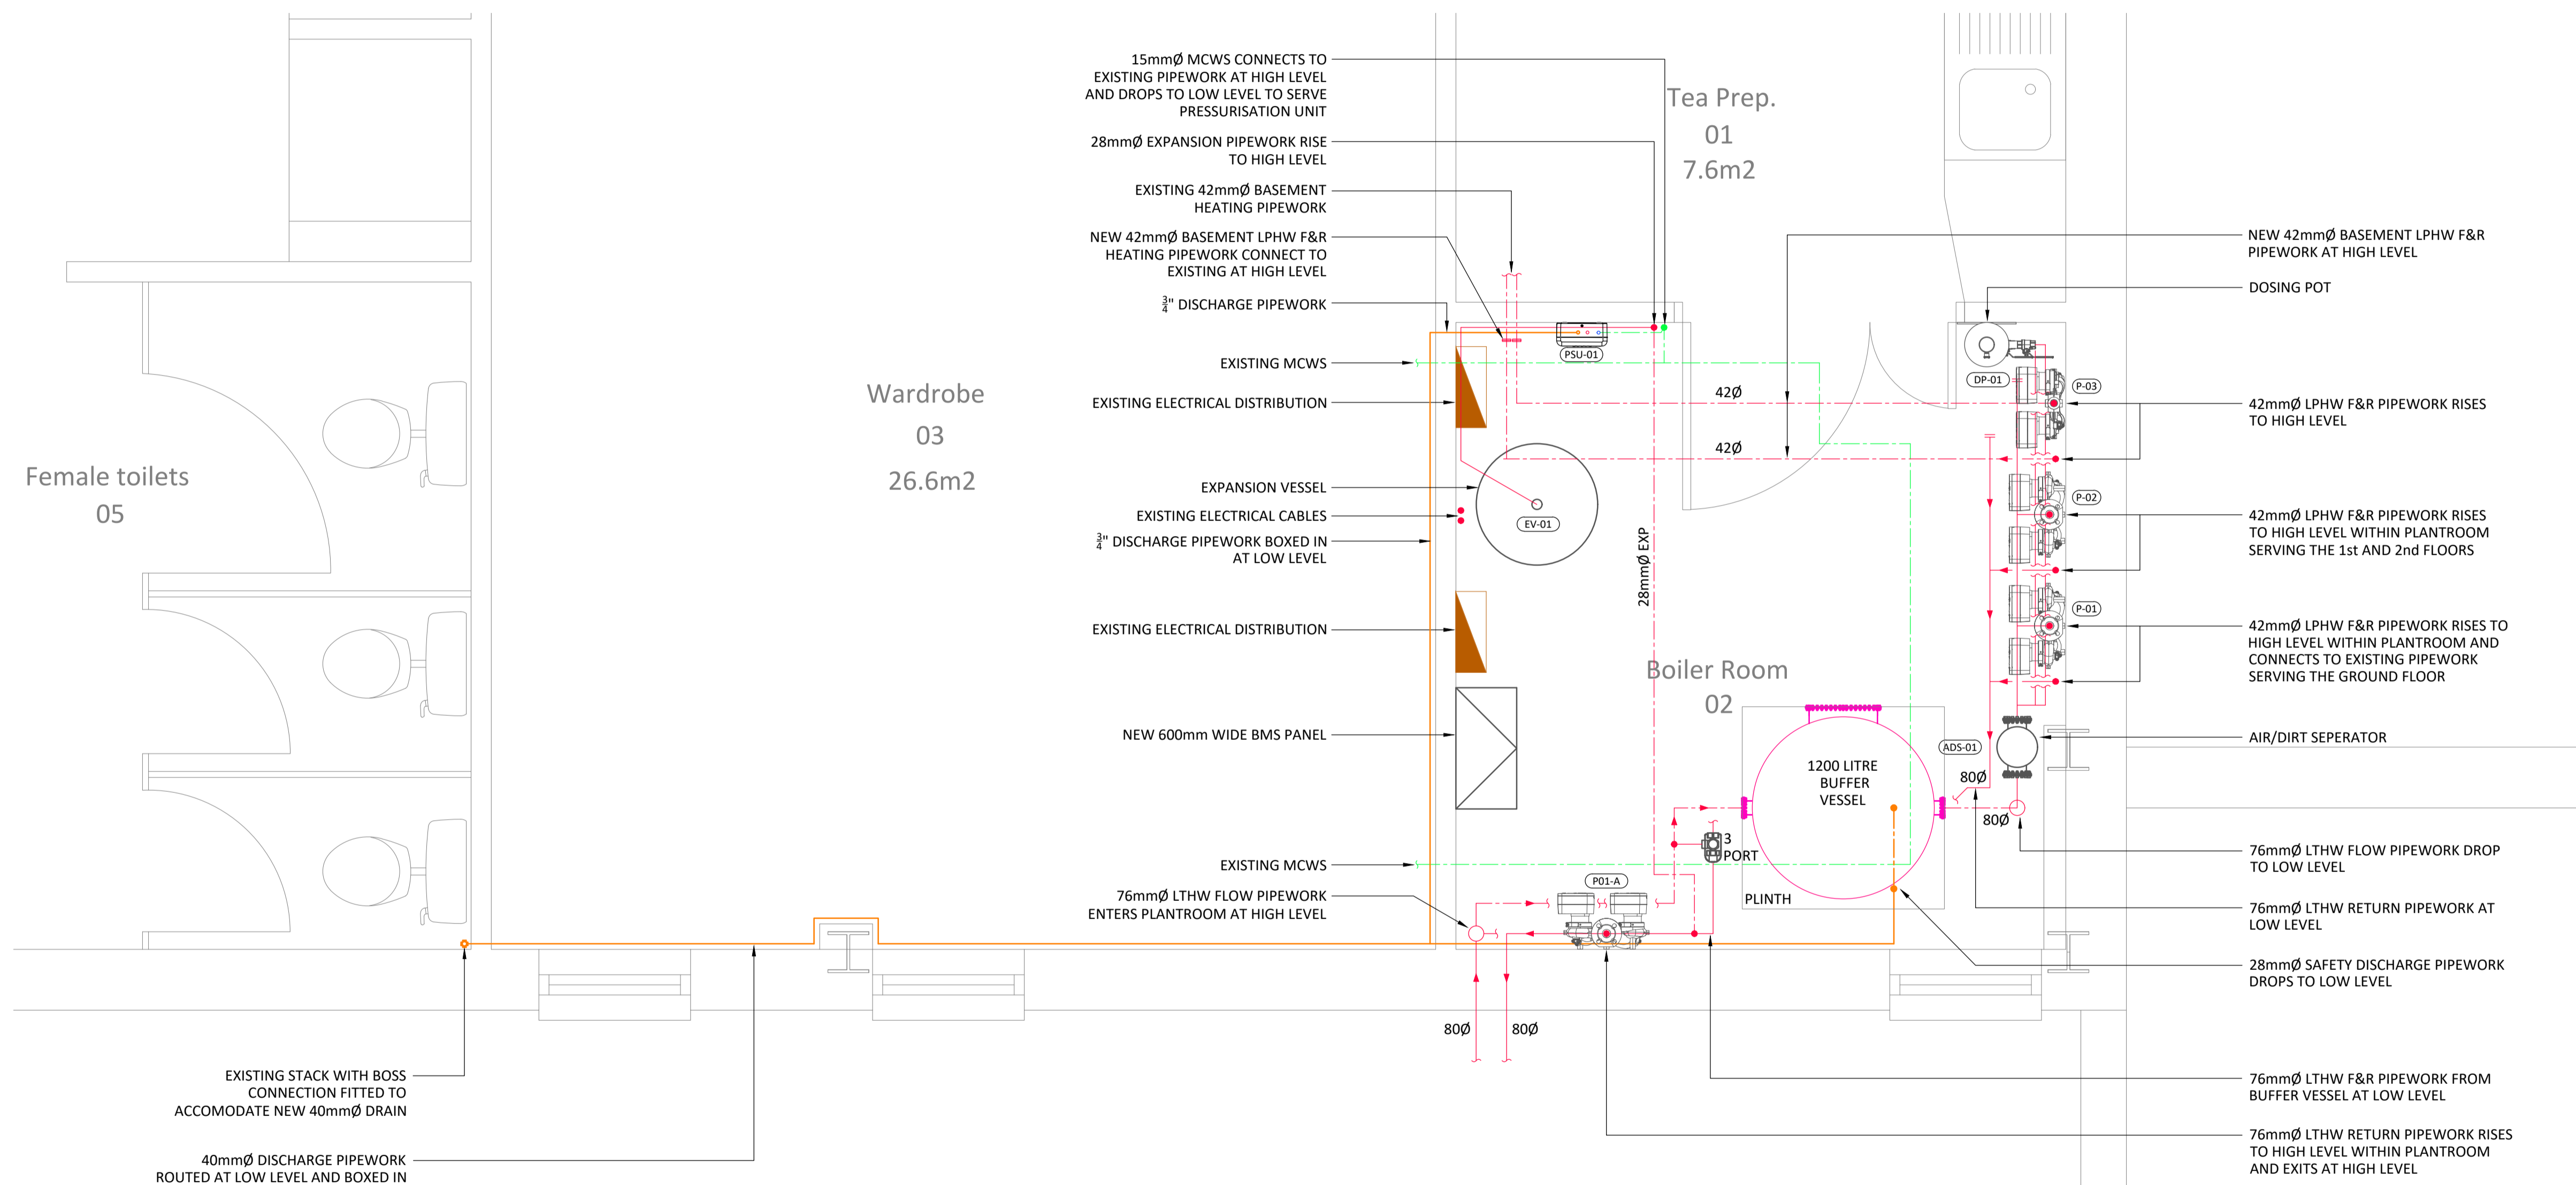 15mmØ MCWS CONNECTS TO
EXISTING PIPEWORK AT HIGH LEVEL
AND DROPS TO LOW LEVEL TO SERVE
PRESSURISATION UNIT
28mmØ EXPANSION PIPEWORK RISE
TO HIGH LEVEL
EXISTING 42mmØ BASEMENT
HEATING PIPEWORK
NEW 42mmØ BASEMENT LPHW F&R
HEATING PIPEWORK CONNECT TO
EXISTING AT HIGH LEVEL
3/4" DISCHARGE PIPEWORK
EXISTING MCWS
EXISTING ELECTRICAL DISTRIBUTION
EXPANSION VESSEL
EXISTING ELECTRICAL CABLES
3/4" DISCHARGE PIPEWORK BOXED IN
AT LOW LEVEL
EXISTING ELECTRICAL DISTRIBUTION
NEW 600mm WIDE BMS PANEL
EXISTING MCWS
76mmØ LTHW FLOW PIPEWORK
ENTERS PLANTROOM AT HIGH LEVEL
Female toilets
05
Wardrobe
03
26.6m2
Tea Prep.
01
7.6m2
Boiler Room
02
PSU-01
EV-01
42Ø
42Ø
28mmØ EXP
DP-01
P-03
P-02
P-01
ADS-01
80Ø
80Ø
1200 LITRE
BUFFER
VESSEL
PLINTH
3
PORT
P01-A
80Ø
80Ø
NEW 42mmØ BASEMENT LPHW F&R
PIPEWORK AT HIGH LEVEL
DOSING POT
42mmØ LPHW F&R PIPEWORK RISES
TO HIGH LEVEL
42mmØ LPHW F&R PIPEWORK RISES
TO HIGH LEVEL WITHIN PLANTROOM
SERVING THE 1st AND 2nd FLOORS
42mmØ LPHW F&R PIPEWORK RISES TO
HIGH LEVEL WITHIN PLANTROOM AND
CONNECTS TO EXISTING PIPEWORK
SERVING THE GROUND FLOOR
AIR/DIRT SEPERATOR
76mmØ LTHW FLOW PIPEWORK DROP
TO LOW LEVEL
76mmØ LTHW RETURN PIPEWORK AT
LOW LEVEL
28mmØ SAFETY DISCHARGE PIPEWORK
DROPS TO LOW LEVEL
76mmØ LTHW F&R PIPEWORK FROM
BUFFER VESSEL AT LOW LEVEL
76mmØ LTHW RETURN PIPEWORK RISES
TO HIGH LEVEL WITHIN PLANTROOM
AND EXITS AT HIGH LEVEL
EXISTING STACK WITH BOSS
CONNECTION FITTED TO
ACCOMODATE NEW 40mmØ DRAIN
40mmØ DISCHARGE PIPEWORK
ROUTED AT LOW LEVEL AND BOXED IN